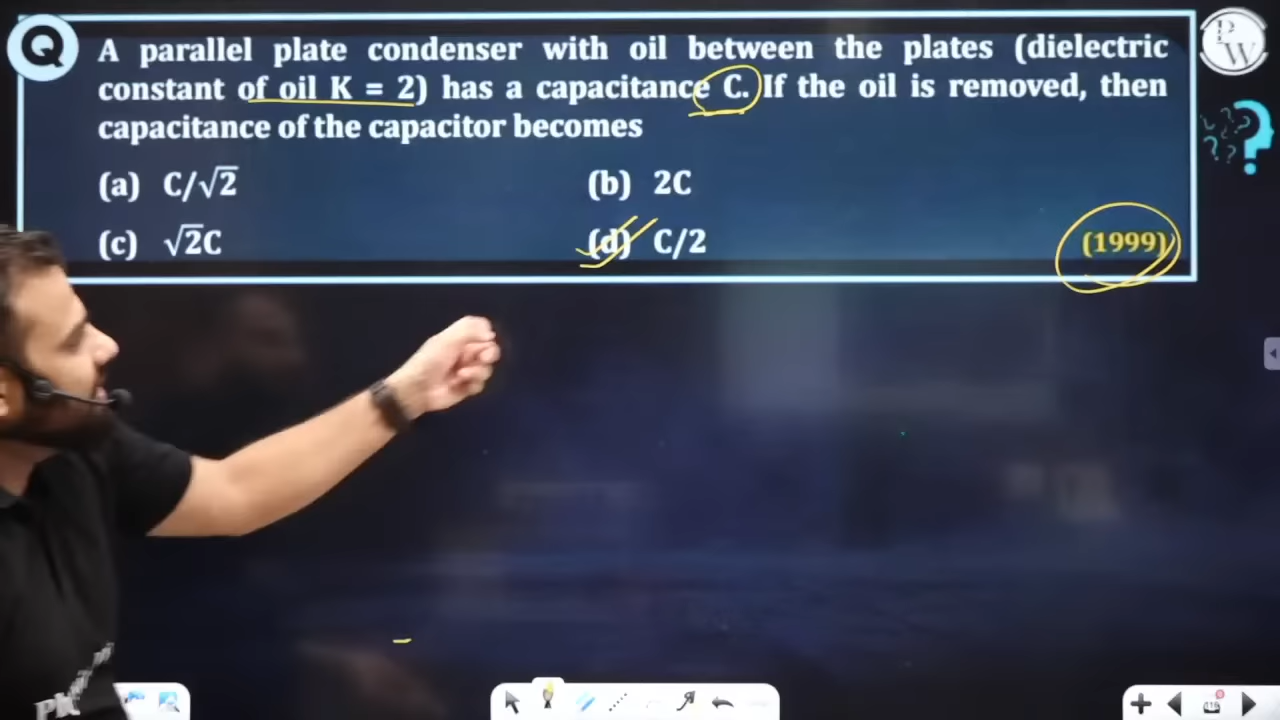 Q
A parallel plate condenser with oil between the plates (dielectric
constant of oil K = 2) has a capacitance C. If the oil is removed, then
capacitance of the capacitor becomes
(a) C/√2 (b) 2C
(c) √2C (d) C/2 (1999)
P
W